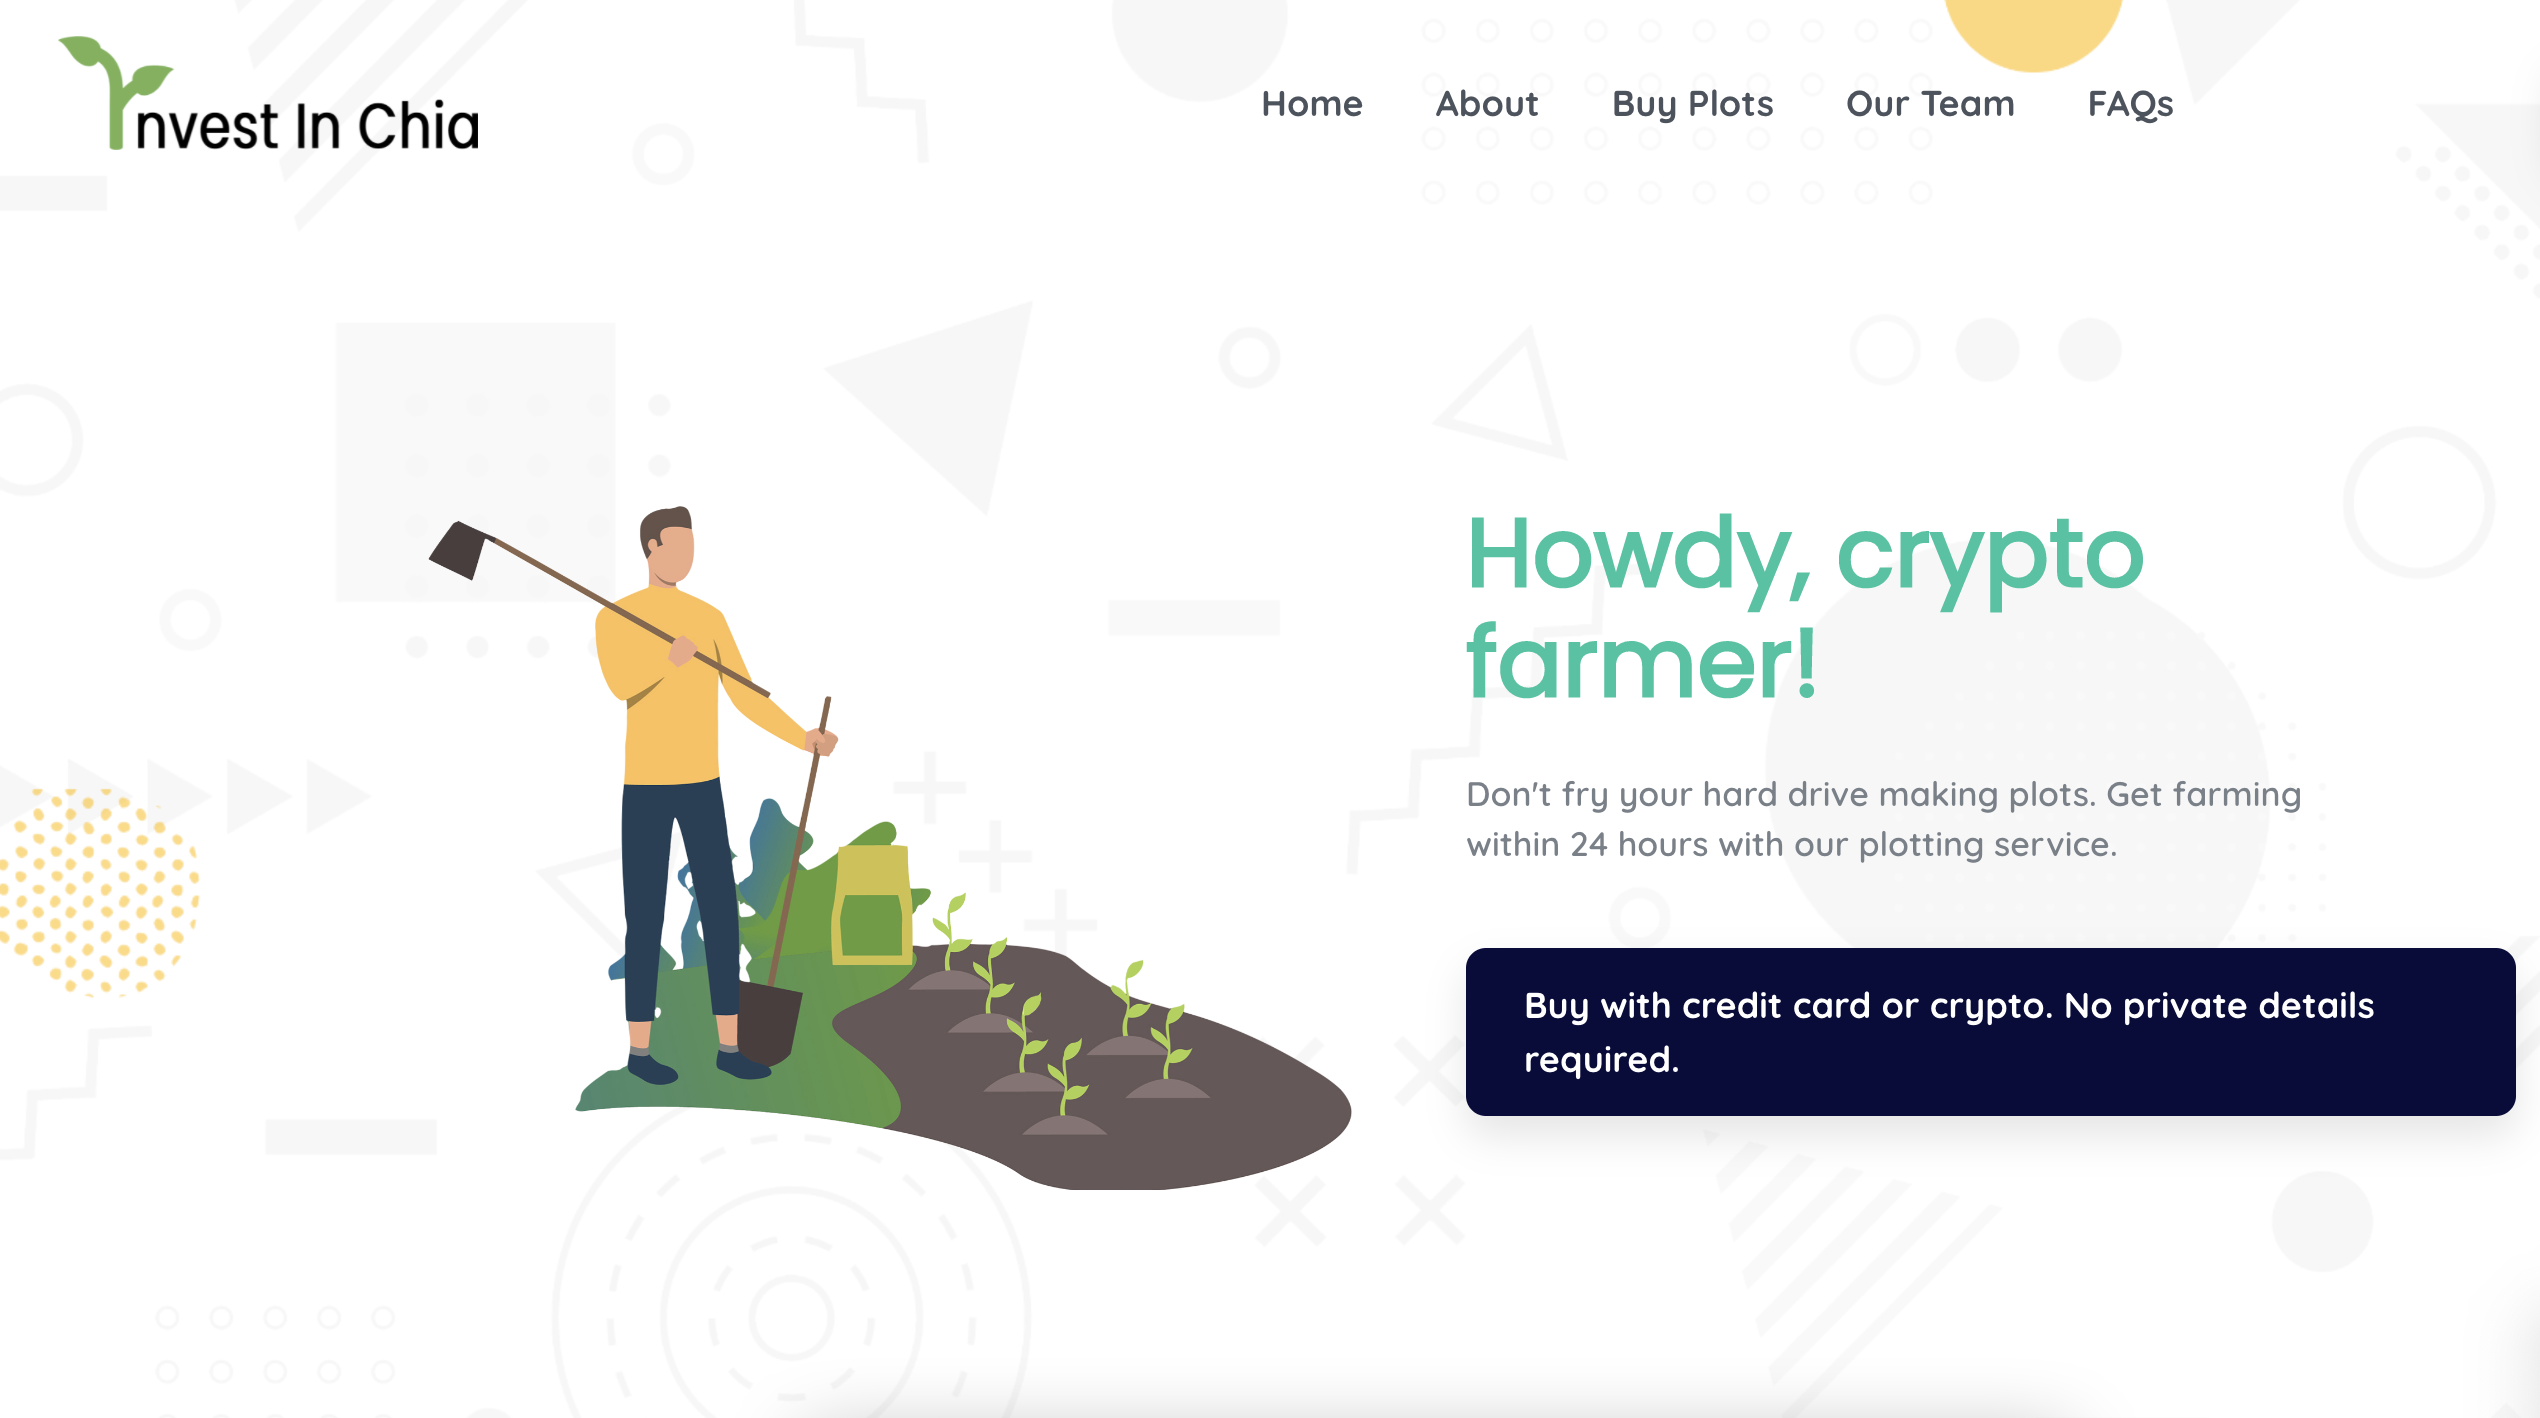 nvest In Chia
Home About Buy Plots Our Team FAQs
Howdy, crypto
farmer!
Don't fry your hard drive making plots. Get farming
within 24 hours with our plotting service.
Buy with credit card or crypto. No private details
required.